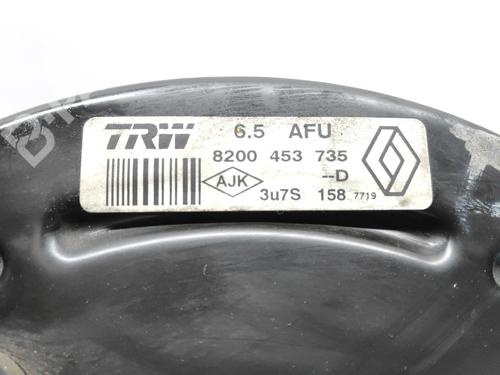 TRW 6.5 AFU
8200 453 735
--D
AJK 3u7S 158 7719